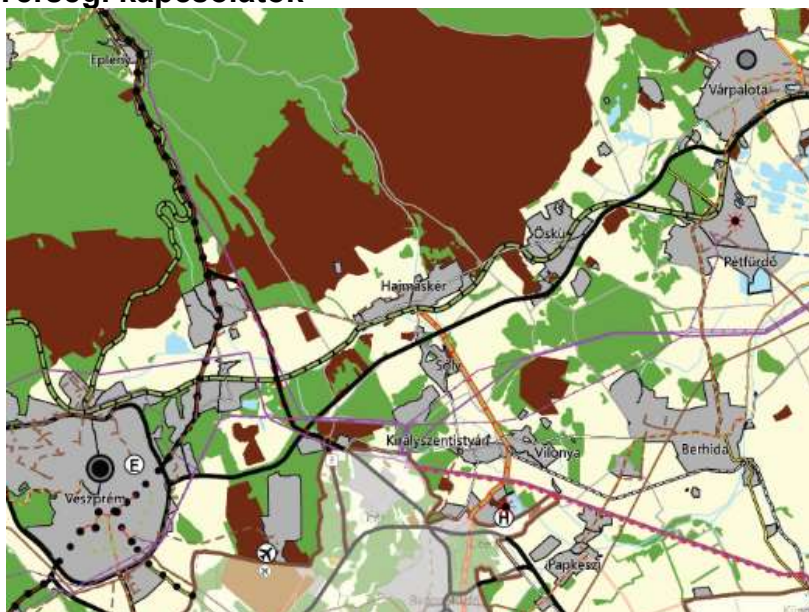 Térségi kapcsolatok
Eplény
Várpalota
Öskü
Pétfürdő
Hajmáskér
Sóly
Királyszentistván
Vilonya
Berhida
E
Veszprém
H
Papkeszi